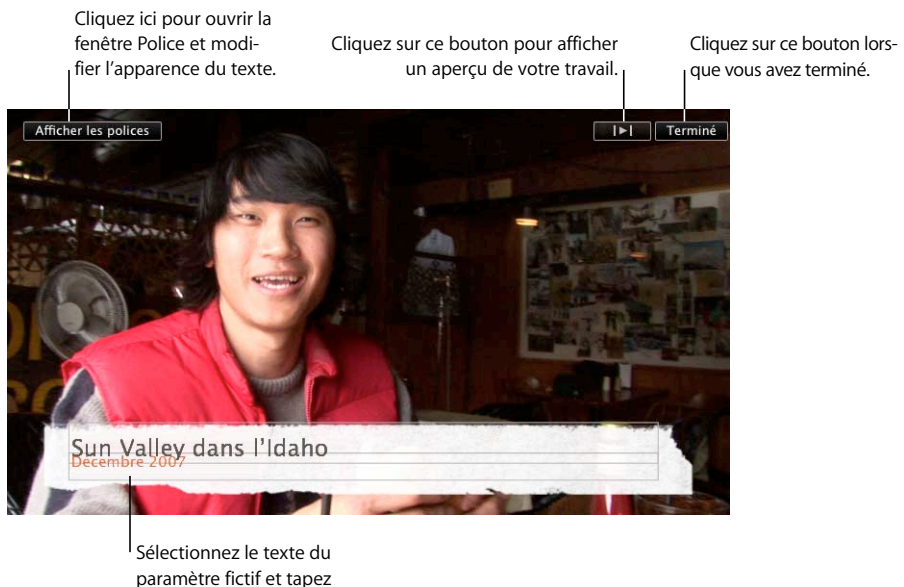 Cliquez ici pour ouvrir la
fenêtre Police et modi-
fier l'apparence du texte.
Cliquez sur ce bouton pour afficher
un aperçu de votre travail.
Cliquez sur ce bouton lors-
que vous avez terminé.
Afficher les polices
Terminé
Sun Valley dans l'Idaho
Decembre 2007
Sélectionnez le texte du
paramètre fictif et tapez